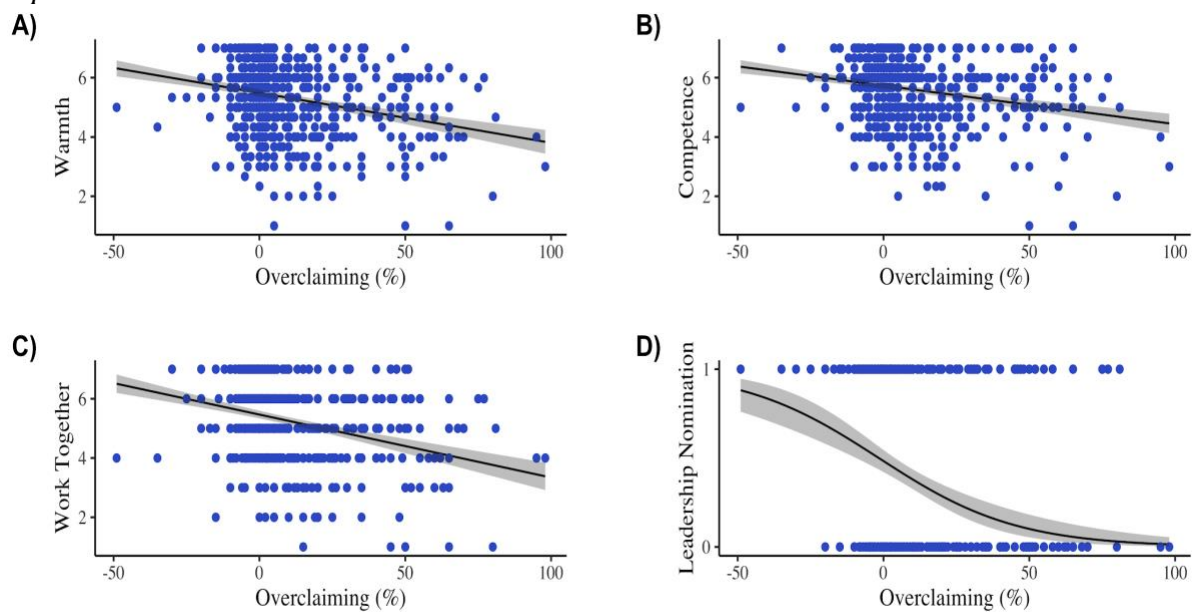 A)
B)
Warmth
6
4
2
-50
0
50
100
Overclaiming (%)
Competence
6
4
2
-50
0
50
100
Overclaiming (%)
C)
D)
Work Together
6
4
2
-50
0
50
100
Overclaiming (%)
Leadership Nomination
1
0
-50
0
50
100
Overclaiming (%)